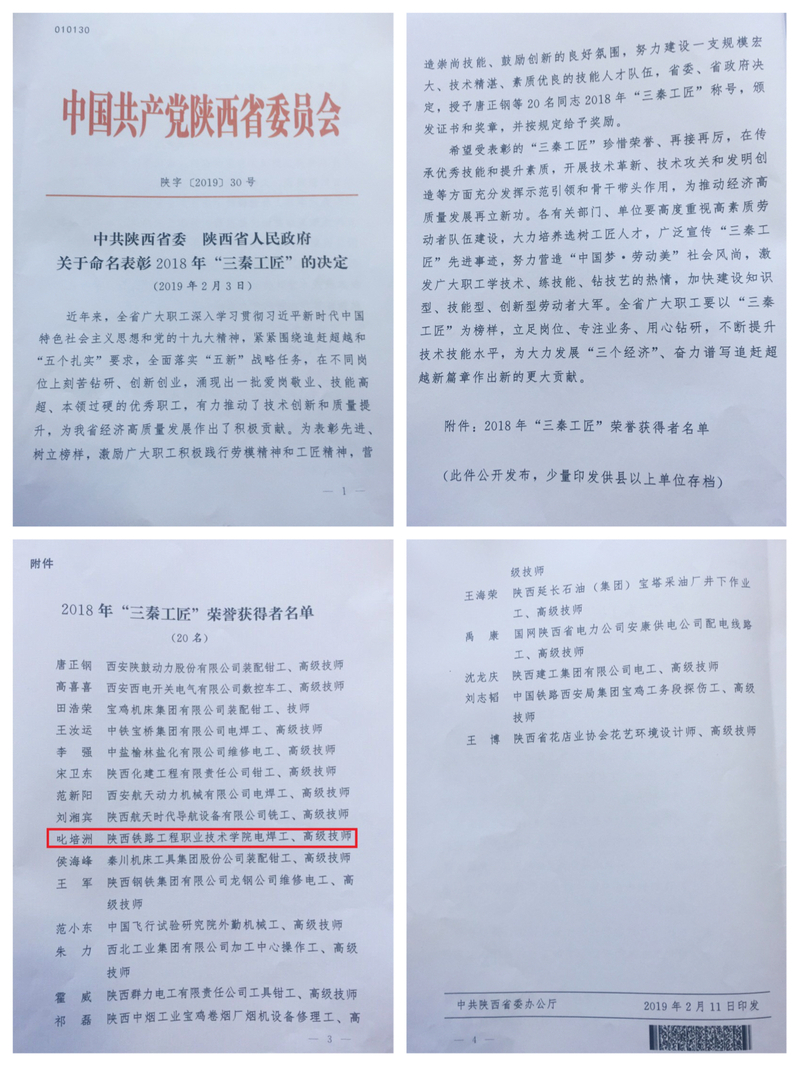 010130
中国共产党陕西省委员会
陕字〔2019〕30号
中共陕西省委 陕西省人民政府
关于命名表彰2018年“三秦工匠”的决定
(2019年2月3日)
近年来，全省广大职工深入学习贯彻习近平新时代中国
特色社会主义思想和党的十九大精神，紧紧围绕追赶超越和
“五个扎实”要求，全面落实“五新”战略任务，在不同岗
位上刻苦钻研、创新创业，涌现出一批爱岗敬业、技能高
超、本领过硬的优秀职工，有力推动了技术创新和质量提
升，为我省经济高质量发展作出了积极贡献。为表彰先进、
树立榜样，激励广大职工积极践行劳模精神和工匠精神，营
— 1 —
造崇尚技能、鼓励创新的良好氛围，努力建设一支规模宏
大、技术精湛、素质优良的技能人才队伍，省委、省政府决
定，授予唐正钢等20名同志2018年“三秦工匠”称号，颁
发证书和奖章，并按规定给予奖励。
希望受表彰的“三秦工匠”珍惜荣誉、再接再厉，在传
承优秀技能和提升素质，开展技术革新、技术攻关和发明创
造等方面充分发挥示范引领和骨干带头作用，为推动经济高
质量发展再立新功。各有关部门、单位要高度重视高素质劳
动者队伍建设，大力培养选树工匠人才，广泛宣传“三秦工
匠”先进事迹，努力营造“中国梦·劳动美”社会风尚，激
发广大职工学技术、练技能、钻技艺的热情，加快建设知识
型、技能型、创新型劳动者大军。全省广大职工要以“三秦
工匠”为榜样，立足岗位、专注业务、用心钻研，不断提升
技术技能水平，为大力发展“三个经济”、奋力谱写追赶超
越新篇章作出新的更大贡献。
附件：2018年“三秦工匠”荣誉获得者名单
(此件公开发布，少量印发供县以上单位存档)
附件
2018年“三秦工匠”荣誉获得者名单
(20名)
唐正钢 西安陕鼓动力股份有限公司装配钳工、高级技师
高喜喜 西安西电开关电气有限公司数控车工、高级技师
田浩荣 宝鸡机床集团有限公司装配钳工、技师
王汝运 中铁宝桥集团有限公司电焊工、高级技师
李 强 中盐榆林盐化有限公司维修电工、高级技师
宋卫东 陕西化建工程有限责任公司钳工、高级技师
范新阳 西安航天动力机械有限公司电焊工、高级技师
刘湘宾 陕西航天时代导航设备有限公司铣工、高级技师
叱培洲 陕西铁路工程职业技术学院电焊工、高级技师
侯海峰 秦川机床工具集团股份公司装配钳工、高级技师
王 军 陕西钢铁集团有限公司龙钢公司维修电工、高
级技师
范小东 中国飞行试验研究院外勤机械工、高级技师
朱 力 西北工业集团有限公司加工中心操作工、高级
技师
霍 威 陕西群力电工有限责任公司工具钳工、高级技师
祁 磊 陕西中烟工业宝鸡卷烟厂烟机设备修理工、高
— 3 —
级技师
王海荣 陕西延长石油（集团）宝塔采油厂井下作业
工、高级技师
禹 康 国网陕西省电力公司安康供电公司配电线路
工、高级技师
沈龙庆 陕西建工集团有限公司电工、高级技师
刘志韬 中国铁路西安局集团宝鸡工务段探伤工、高级
技师
王 博 陕西省花店业协会花艺环境设计师、高级技师
中共陕西省委办公厅 2019年2月11日印发
— 4 —